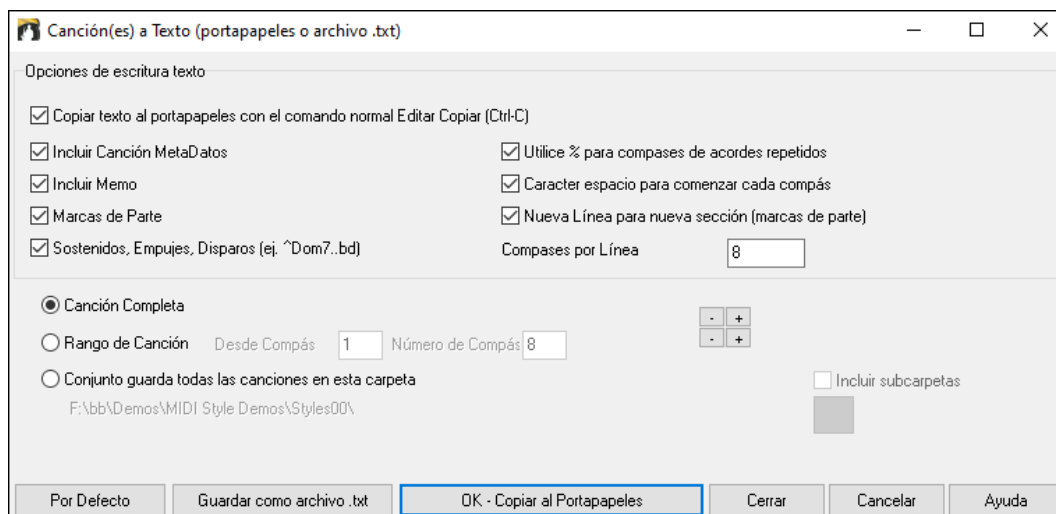 Canción(es) a Texto (portapapeles o archivo .txt)
Opciones de escritura texto
Copiar texto al portapapeles con el comando normal Editar Copiar (Ctrl-C)
Incluir Canción MetaDatos
Utilice % para compases de acordes repetidos
Incluir Memo
Caracter espacio para comenzar cada compás
Marcas de Parte
Nueva Línea para nueva sección (marcas de parte)
Sostenidos, Empujes, Disparos (ej. ^Dom7..bd)
Compases por Línea 8
Canción Completa
- +
Rango de Canción Desde Compás 1 Número de Compás 8
- +
Conjunto guarda todas las canciones en esta carpeta
Incluir subcarpetas
F:\bb\Demos\MIDI Style Demos\Styles00\
Por Defecto Guardar como archivo .txt OK - Copiar al Portapapeles Cerrar Cancelar Ayuda